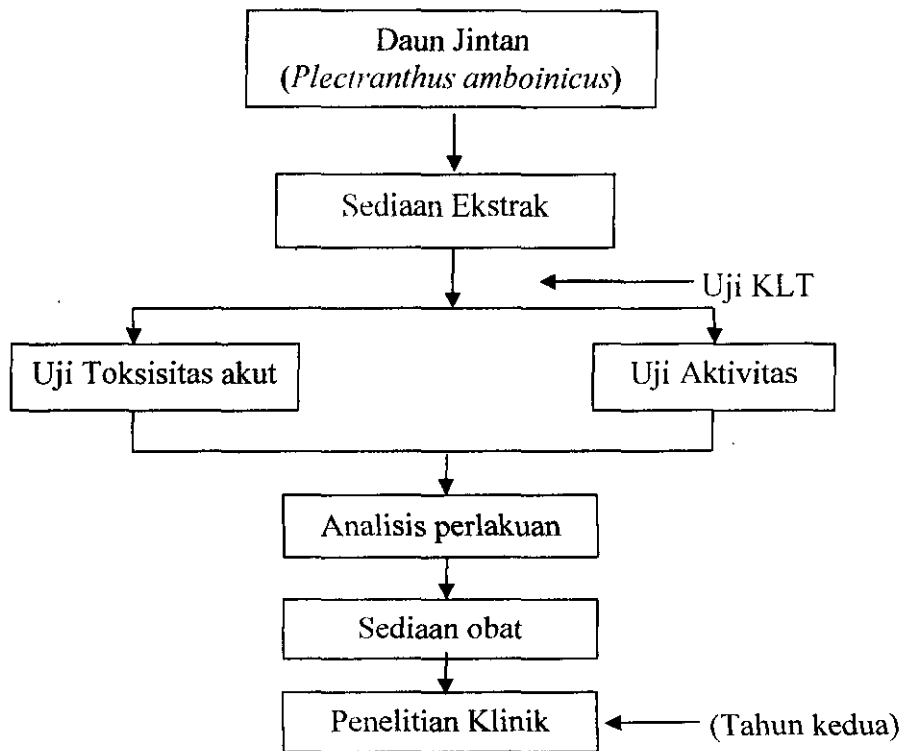 Daun Jintan
(Plectranthus amboinicus)
Sediaan Ekstrak
Uji KLT
Uji Toksisitas akut
Uji Aktivitas
Analisis perlakuan
Sediaan obat
Penelitian Klinik
(Tahun kedua)